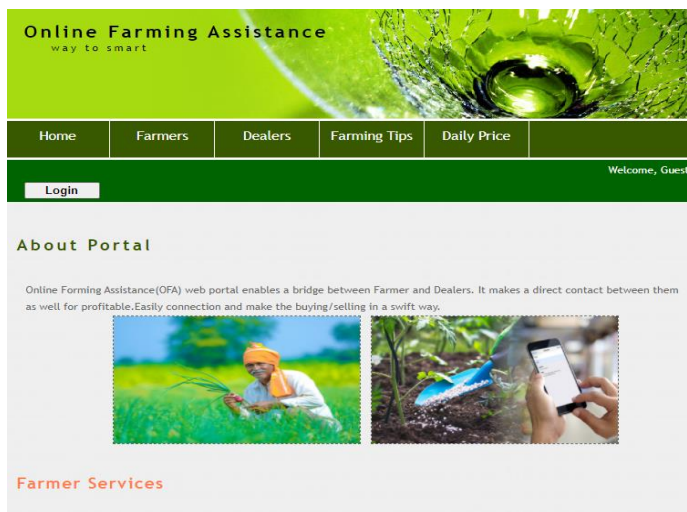 Online Farming Assistance
way to smart
Home Farmers Dealers Farming Tips Daily Price
Welcome, Guest
Login
About Portal
Online Forming Assistance(OFA) web portal enables a bridge between Farmer and Dealers. It makes a direct contact between them
as well for profitable.Easily connection and make the buying/selling in a swift way.
Farmer Services